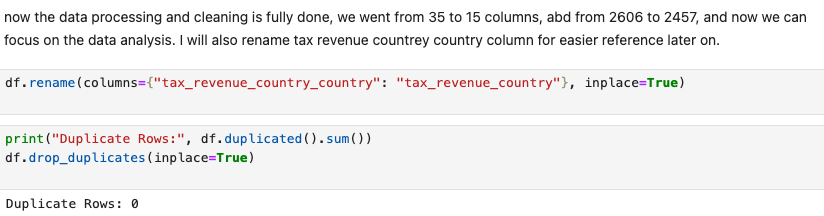 now the data processing and cleaning is fully done, we went from 35 to 15 columns, abd from 2606 to 2457, and now we can
focus on the data analysis. I will also rename tax revenue countrey country column for easier reference later on.
df.rename(columns={"tax_revenue_country_country": "tax_revenue_country"}, inplace=True)
print("Duplicate Rows:", df.duplicated().sum())
df.drop_duplicates(inplace=True)
Duplicate Rows: 0